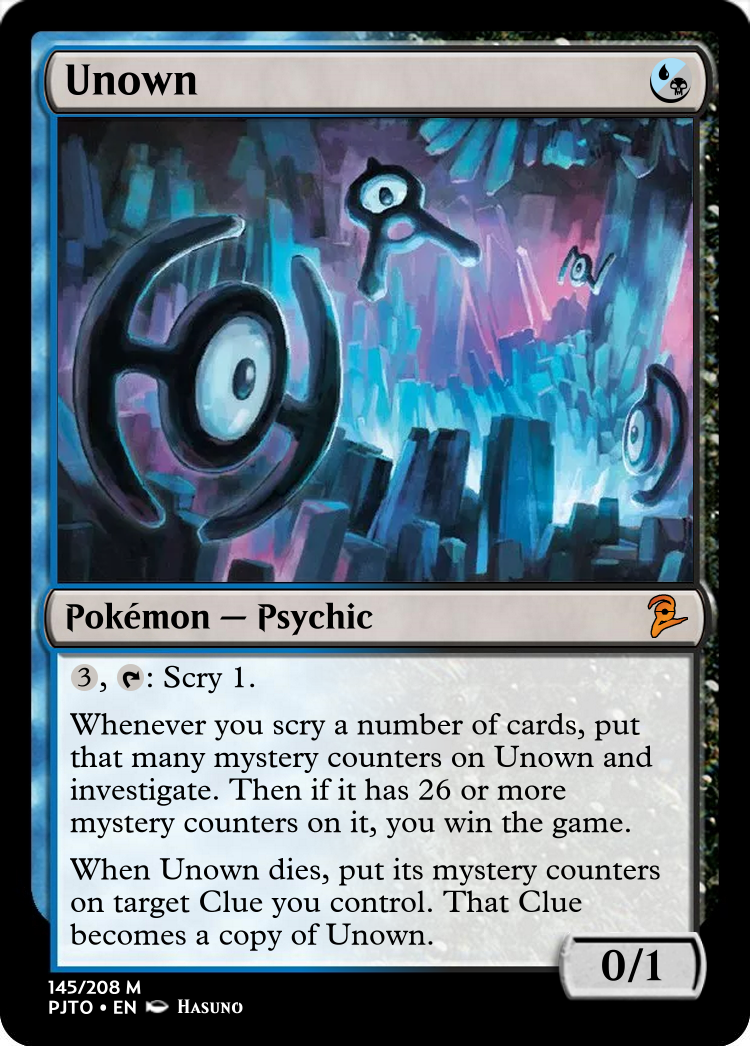 Unown
Pokémon — Psychic
3, : Scry 1.
Whenever you scry a number of cards, put
that many mystery counters on Unown and
investigate. Then if it has 26 or more
mystery counters on it, you win the game.
When Unown dies, put its mystery counters
on target Clue you control. That Clue
becomes a copy of Unown.
0/1
145/208 M
PJTO • EN Hasuno